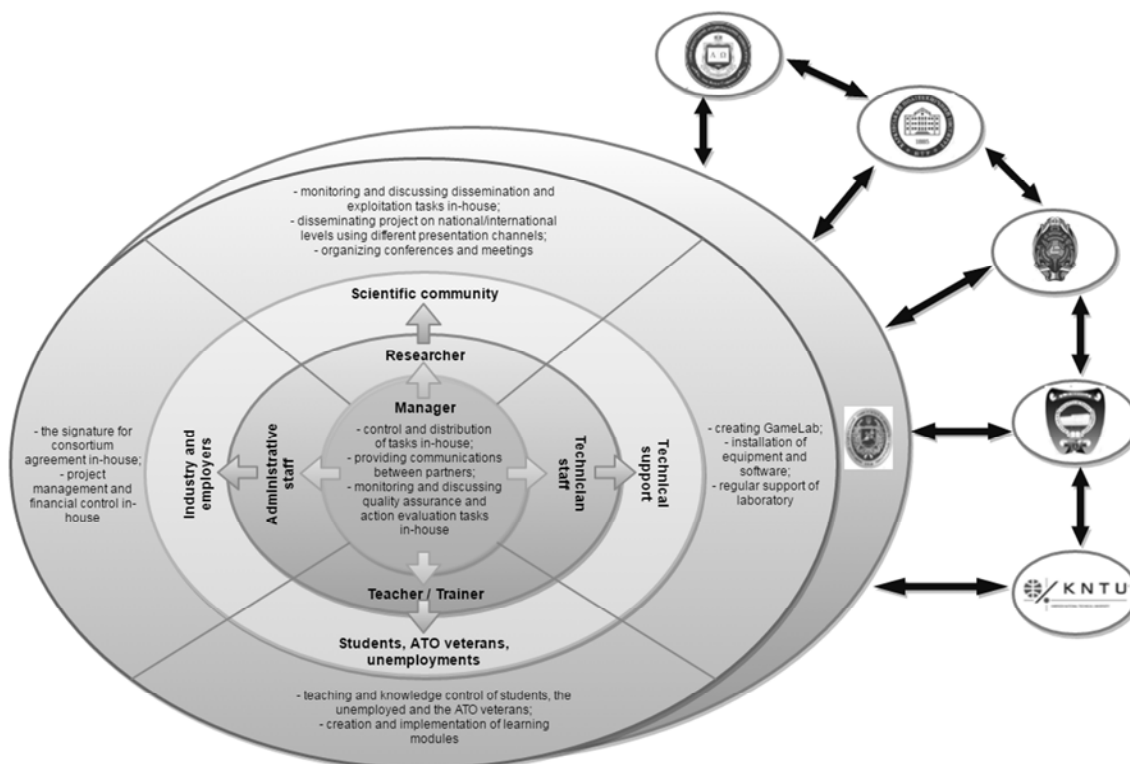 A Ω
- monitoring and discussing dissemination and
exploitation tasks in-house;
- disseminating project on national/international
levels using different presentation channels;
- organizing conferences and meetings
Scientific community
Researcher
Manager
- control and distribution
of tasks in-house;
- providing communications
between partners;
- monitoring and discussing
quality assurance and
action evaluation tasks
in-house
- the signature for
consortium
agreement in-house;
- project
management and
financial control in-
house
Industry and
employers
Administrative
staff
Technician
staff
Technical
support
- creating GameLab;
- installation of
equipment and
software;
- regular support of
laboratory
Teacher / Trainer
Students, ATO veterans,
unemployments
- teaching and knowledge control of students, the
unemployed and the ATO veterans;
- creation and implementation of learning
modules
KNTU